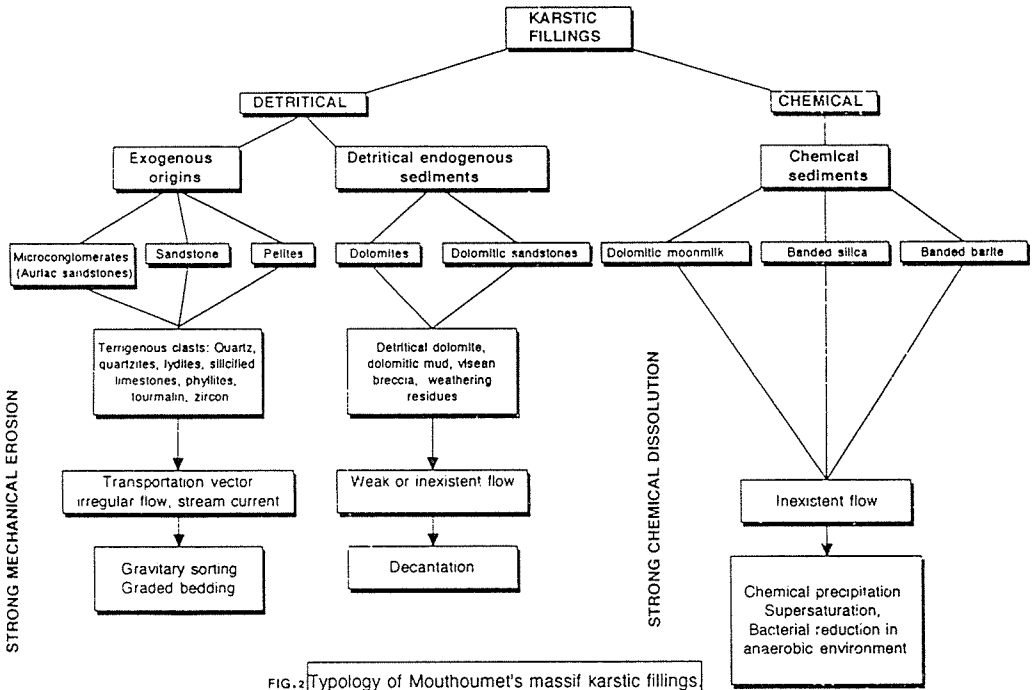 KARSTIC
FILLINGS
DETRITICAL
CHEMICAL
Exogenous
origins
Detritical endogenous
sediments
Chemical
sediments
Microconglomerates
(Auriac sandstones)
Sandstone
Pelites
Dolomites
Dolomitic sandstones
Dolomitic moonmilk
Banded silica
Banded barite
Terrigenous clasts: Quartz,
quartzites, lydites, silicified
limestones, phyllites,
tourmalin, zircon
Detritical dolomite,
dolomitic mud, visean
breccia, weathering
residues
STRONG MECHANICAL EROSION
STRONG CHEMICAL DISSOLUTION
Transportation vector
irregular flow, stream current
Weak or inexistent flow
Inexistent flow
Gravitary sorting
Graded bedding
Decantation
Chemical precipitation
Supersaturation,
Bacterial reduction in
anaerobic environment
FIG.2 Typology of Mouthoumet's massif karstic fillings